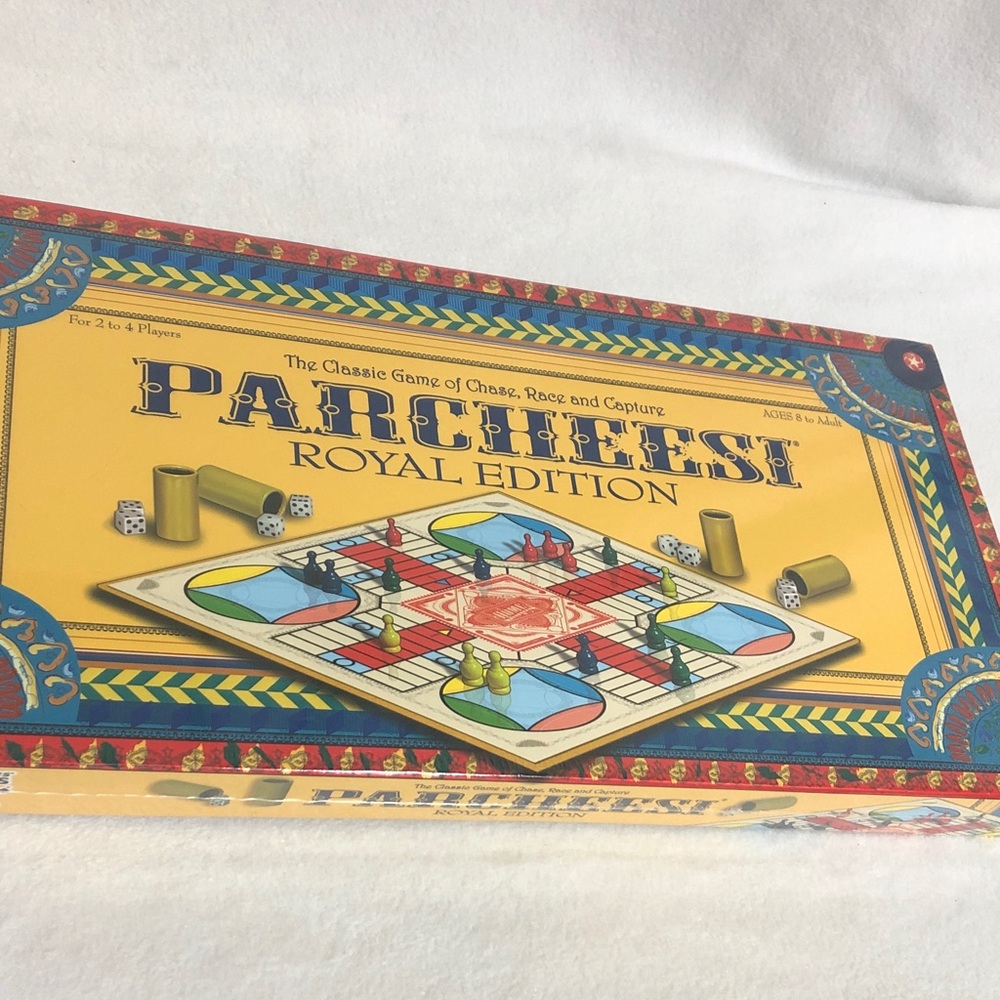 For 2 to 4 Players
The Classic Game of Chase, Race and Capture
AGES 8 to Adult
PARCHEESI®
ROYAL EDITION
HOME
The Classic Game of Chase, Race and Capture
PARCHEESI®
ROYAL EDITION